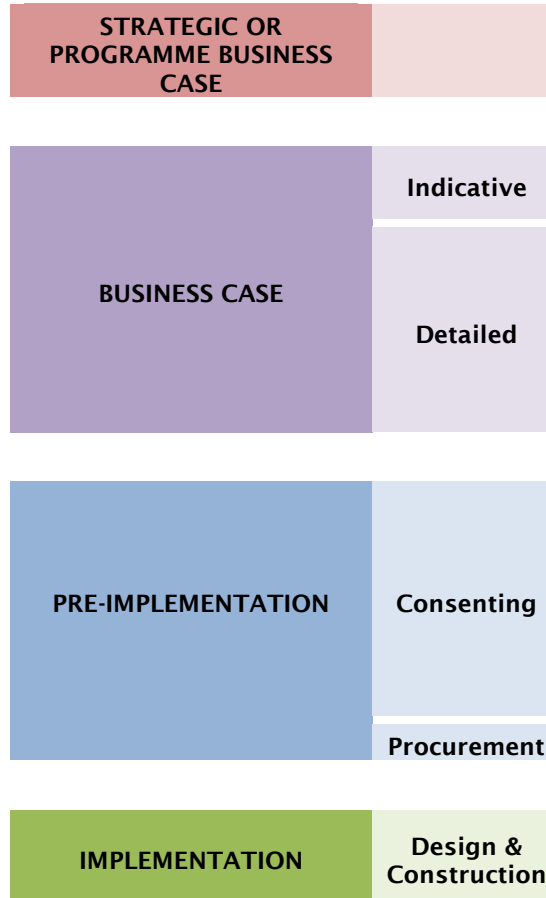 STRATEGIC OR
PROGRAMME BUSINESS
CASE
Indicative
BUSINESS CASE
Detailed
PRE-IMPLEMENTATION
Consenting
Procurement
IMPLEMENTATION
Design &
Construction